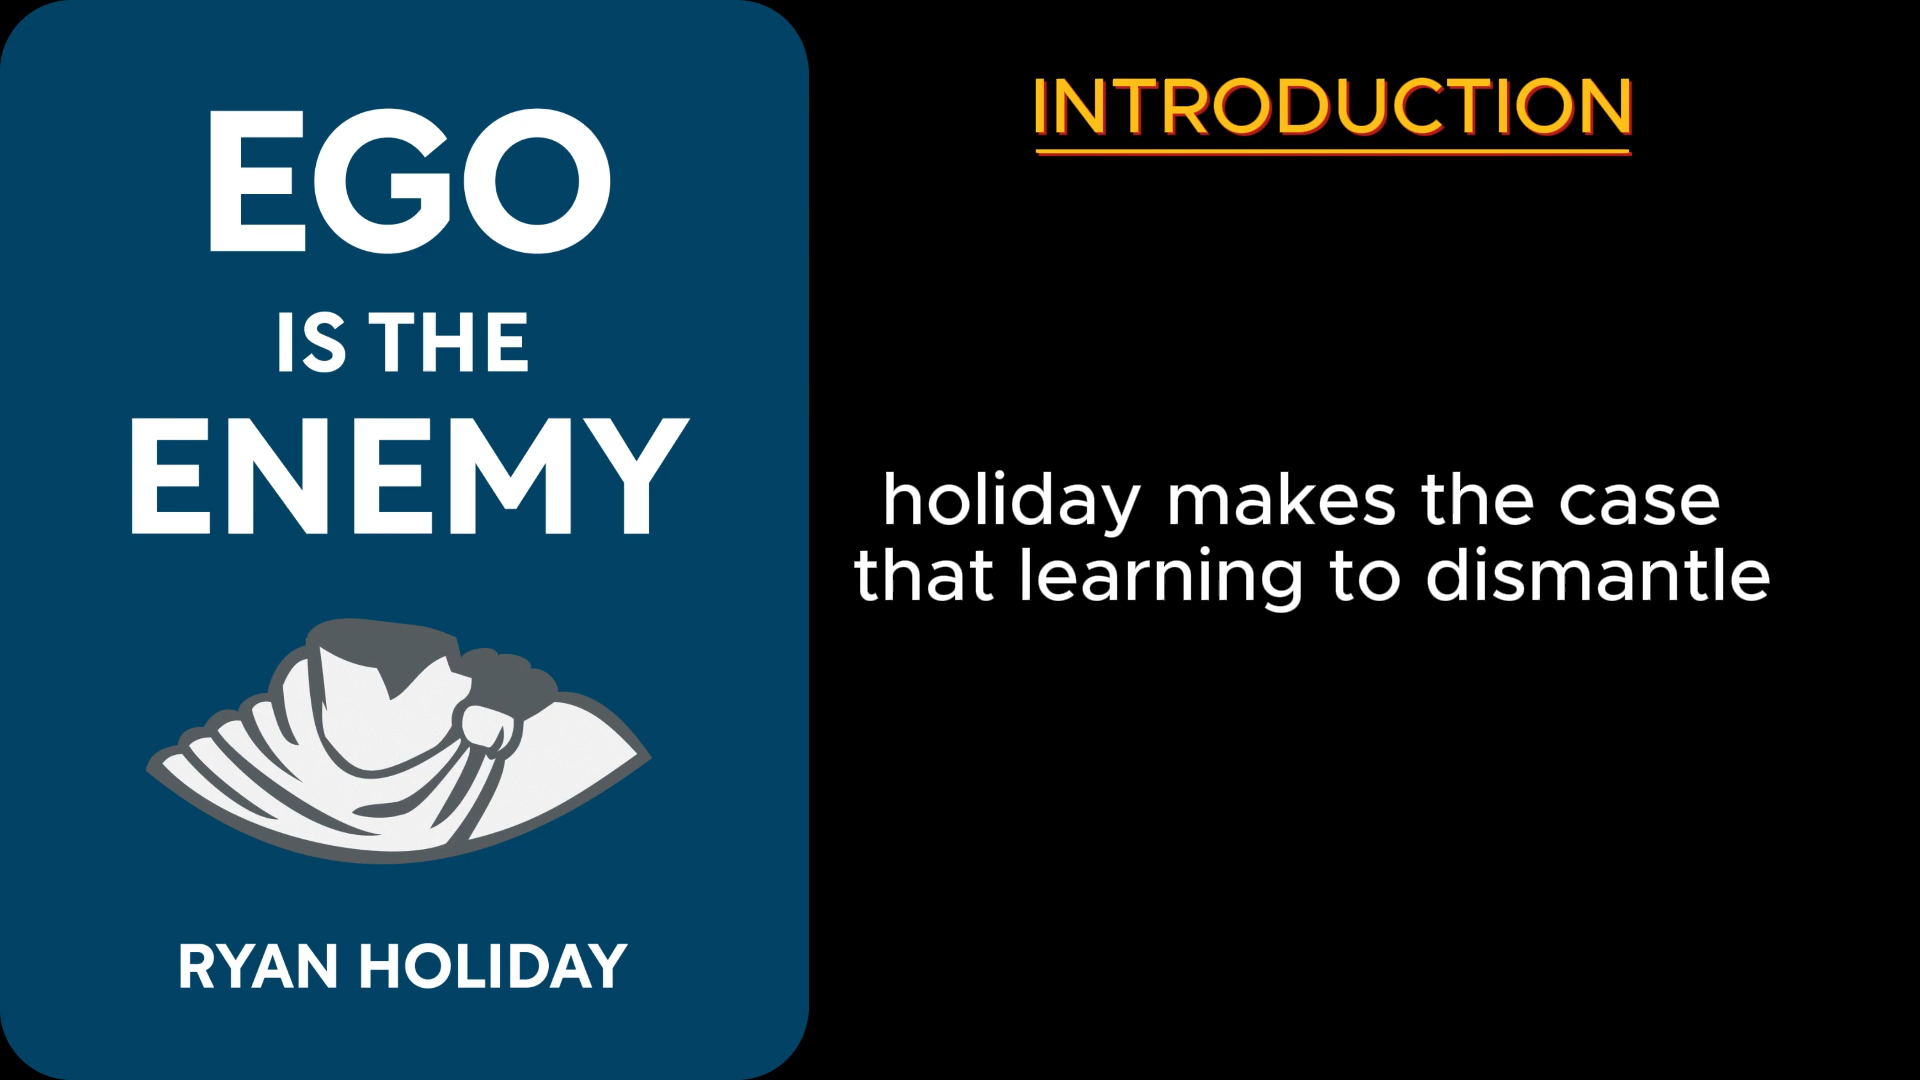 EGO
IS THE
ENEMY
RYAN HOLIDAY
INTRODUCTION
holiday makes the case
that learning to dismantle